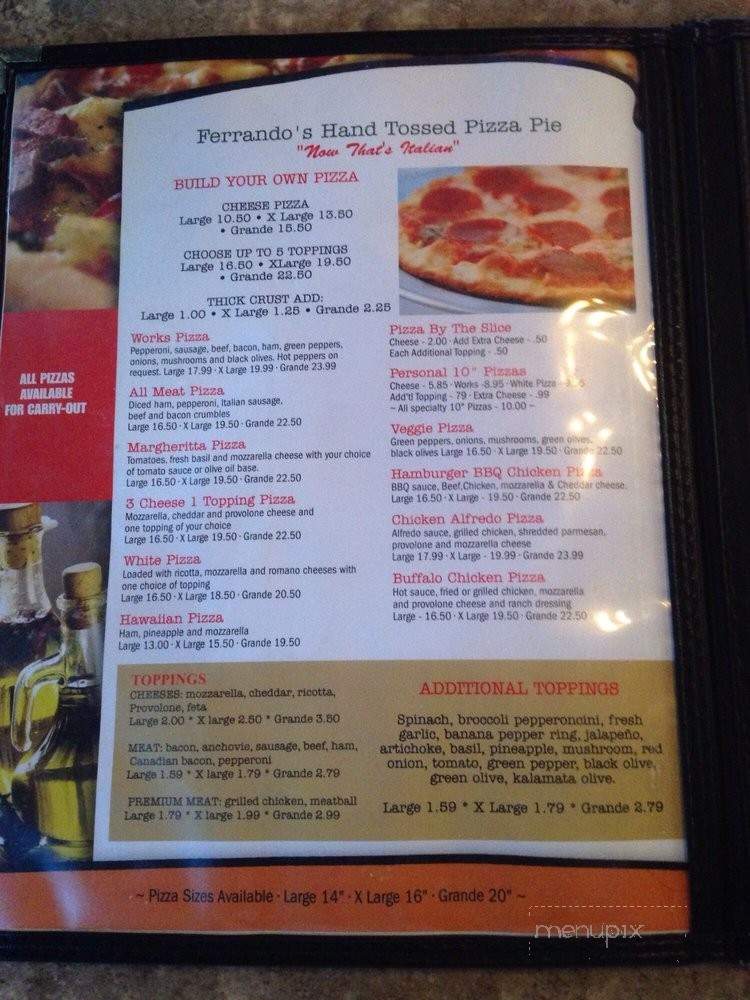 Ferrando's Hand Tossed Pizza Pie
"Now That's Italian"
BUILD YOUR OWN PIZZA
CHEESE PIZZA
Large 10.50 • X Large 13.50
• Grande 15.50
CHOOSE UP TO 5 TOPPINGS
Large 16.50 • XLarge 19.50
• Grande 22.50
THICK CRUST ADD:
Large 1.00 • X Large 1.25 • Grande 2.25
ALL PIZZAS
AVAILABLE
FOR CARRY-OUT
Works Pizza
Pepperoni, sausage, beef, bacon, ham, green peppers,
onions, mushrooms and black olives. Hot peppers on
request. Large 17.99 · X Large 19.99 · Grande 23.99
All Meat Pizza
Diced ham, pepperoni, Italian sausage,
beef and bacon crumbles
Large 16.50 · X Large 19.50 · Grande 22.50
Margheritta Pizza
Tomatoes, fresh basil and mozzarella cheese with your choice
of tomato sauce or olive oil base.
Large 16.50 · X Large 19.50 · Grande 22.50
3 Cheese 1 Topping Pizza
Mozzarella, cheddar and provolone cheese and
one topping of your choice
Large 16.50 · X Large 19.50 · Grande 22.50
White Pizza
Loaded with ricotta, mozzarella and romano cheeses with
one choice of topping
Large 16.50 · X Large 18.50 · Grande 20.50
Hawaiian Pizza
Ham, pineapple and mozzarella
Large 13.00 · X Large 15.50 · Grande 19.50
Pizza By The Slice
Cheese - 2.00 · Add Extra Cheese - .50
Each Additional Topping - .50
Personal 10" Pizzas
Cheese - 5.85 · Works -8.95 · White Pizza
Add'tl Topping - 79 · Extra Cheese - .99
~ All specialty 10" Pizzas - 10.00 ~
Veggie Pizza
Green peppers, onions, mushrooms, green olives,
black olives Large 16.50 · X Large 19.50 · Grande 22.50
Hamburger BBQ Chicken Pizza
BBQ sauce, Beef,Chicken, mozzarella & Cheddar cheese.
Large 16.50 · X Large - 19.50 · Grande 22.50
Chicken Alfredo Pizza
Alfredo sauce, grilled chicken, shredded parmesan,
provolone and mozzarella cheese
Large 17.99 · X Large - 19.99 · Grande 23.99
Buffalo Chicken Pizza
Hot sauce, fried or grilled chicken, mozzarella
and provolone cheese and ranch dressing
Large - 16.50 · X Large 19.50 · Grande 22.50
TOPPINGS
CHEESES: mozzarella, cheddar, ricotta,
Provolone, feta
Large 2.00 * X large 2.50 * Grande 3.50
MEAT: bacon, anchovie, sausage, beef, ham,
Canadian bacon, pepperoni
Large 1.59 * X large 1.79 * Grande 2.79
PREMIUM MEAT: grilled chicken, meatball
Large 1.79 * X large 1.99 * Grande 2.99
ADDITIONAL TOPPINGS
Spinach, broccoli pepperoncini, fresh
garlic, banana pepper ring, jalapeño,
artichoke, basil, pineapple, mushroom, red
onion, tomato, green pepper, black olive,
green olive, kalamata olive.
Large 1.59 * X Large 1.79 * Grande 2.79
~ Pizza Sizes Available · Large 14" · X Large 16" · Grande 20" ~
menupix